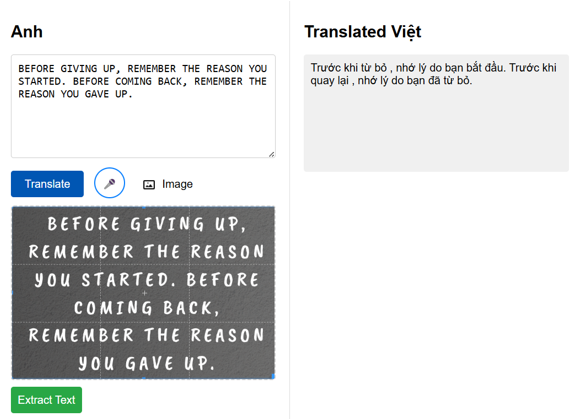 Anh
BEFORE GIVING UP, REMEMBER THE REASON YOU
STARTED. BEFORE COMING BACK, REMEMBER THE
REASON YOU GAVE UP.
Translate
Image
BEFORE GIVING UP,
REMEMBER THE REASON
YOU STARTED. BEFORE
COMING BACK,
REMEMBER THE REASON
YOU GAVE UP.
Extract Text
Translated Việt
Trước khi từ bỏ , nhớ lý do bạn bắt đầu. Trước khi
quay lại , nhớ lý do bạn đã từ bỏ.